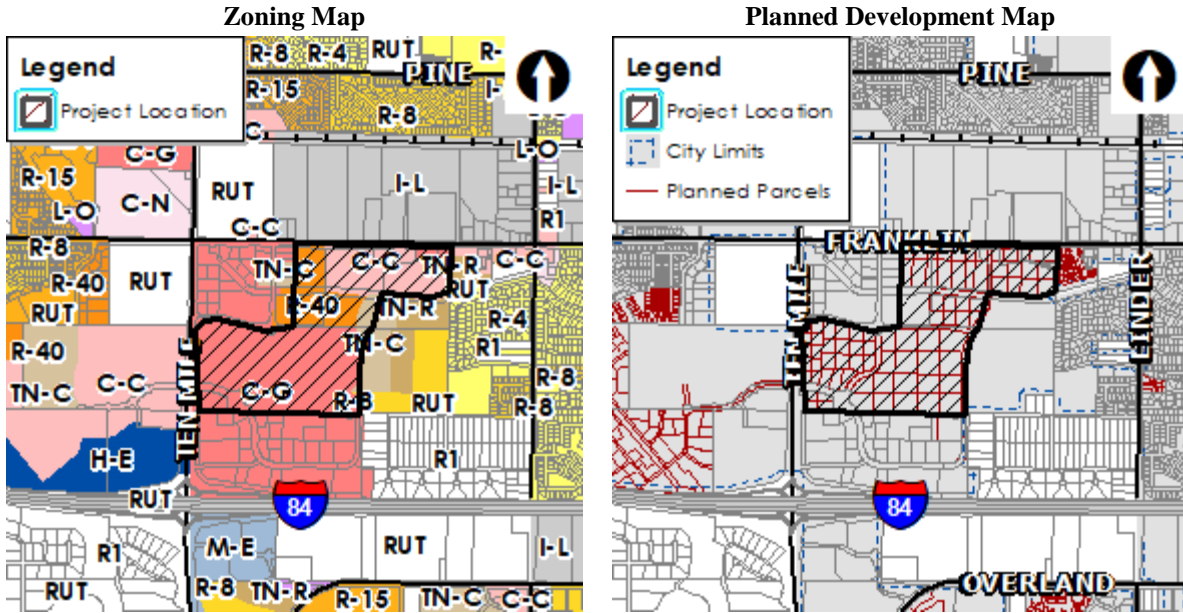 Zoning Map
Legend
Project Location
R-8
R-4
RUT
R-
PINE
R-15
I-
R-8
C
C-G
L-O
R-15
C-N
RUT
I-L
I-L
L-O
R1
C-C
R-8
TN-C
C-C
TN-R
C-C
R-40
RUT
RUT
R-40
TN-R
RUT
R-4
R-40
TN-C
R1
TN-C
C-C
TEN MILE
C-G
R-8
RUT
R-8
R-8
H-E
R1
RUT
84
R1
M-E
RUT
I-L
RUT
R-8
TN-R
R-15
TN-C
C-C
Planned Development Map
Legend
Project Location
City Limits
Planned Parcels
PINE
FRANKLIN
TEN MILE
LINDER
84
OVERLAND